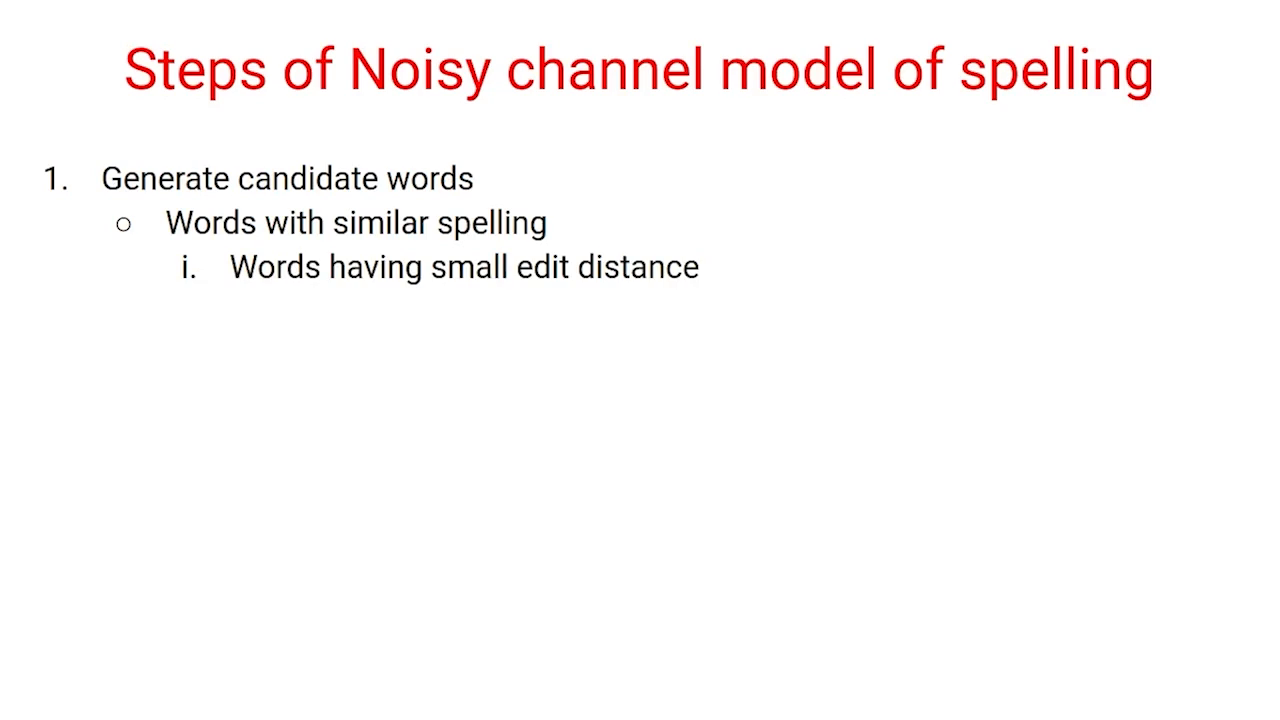 Steps of Noisy channel model of spelling
1. Generate candidate words
○ Words with similar spelling
i. Words having small edit distance